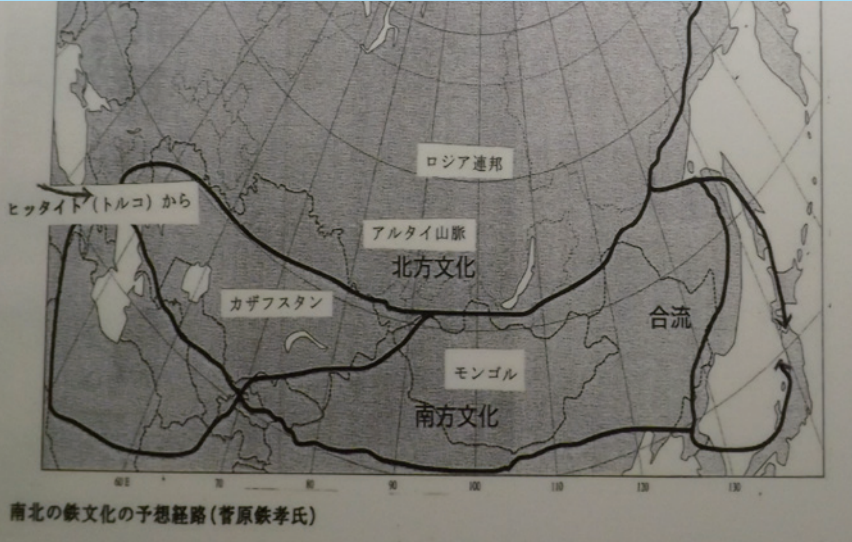 ロシア連邦
ヒッタイト(トルコ)から
アルタイ山脈
北方文化
カザフスタン
合流
モンゴル
南方文化
60E 70 80 90 100 110 120 130
南北の鉄文化の予想経路(菅原鉄孝氏)